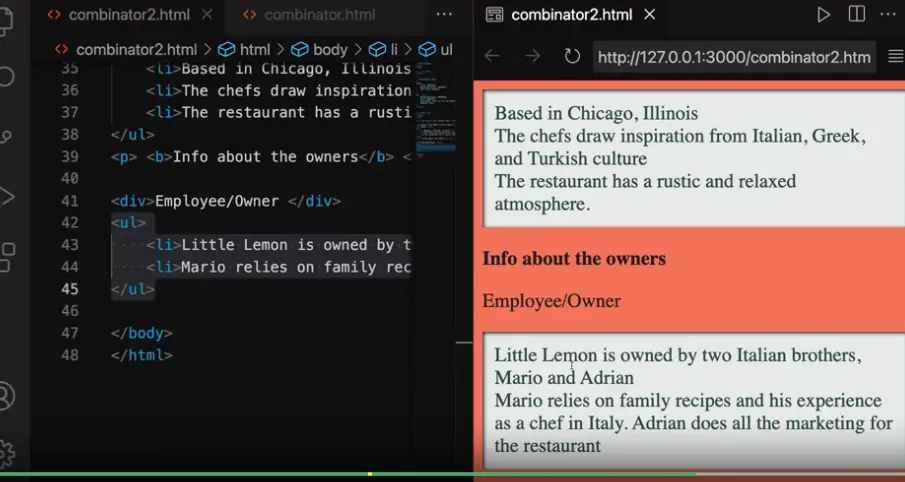 combinator2.html
combinator.html
combinator2.html > html > body > li > ul
35 <li>Based in Chicago, Illinois
36 <li>The chefs draw inspiration
37 <li>The restaurant has a rusti
38 </ul>
39 <p> <b>Info about the owners</b> <
40
41 <div>Employee/Owner </div>
42 <ul>
43 <li>Little Lemon is owned by t
44 <li>Mario relies on family rec
45 </ul>
46
47 </body>
48 </html>
combinator2.html
http://127.0.0.1:3000/combinator2.htm
Based in Chicago, Illinois
The chefs draw inspiration from Italian, Greek,
and Turkish culture
The restaurant has a rustic and relaxed
atmosphere.
Info about the owners
Employee/Owner
Little Lemon is owned by two Italian brothers,
Mario and Adrian
Mario relies on family recipes and his experience
as a chef in Italy. Adrian does all the marketing for
the restaurant